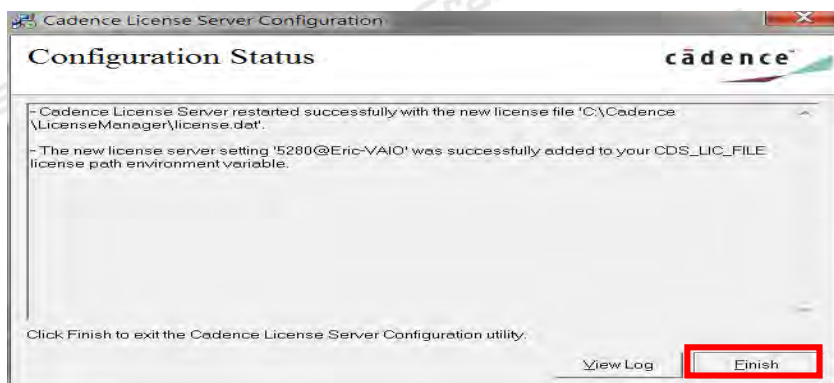 Cadence License Server Configuration
Configuration Status
cādence™
- Cadence License Server restarted successfully with the new license file 'C:\Cadence
\LicenseManager\license.dat'.
- The new license server setting '5280@Eric-VAIO' was successfully added to your CDS_LIC_FILE
license path environment variable.
Click Finish to exit the Cadence License Server Configuration utility.
View Log
Finish